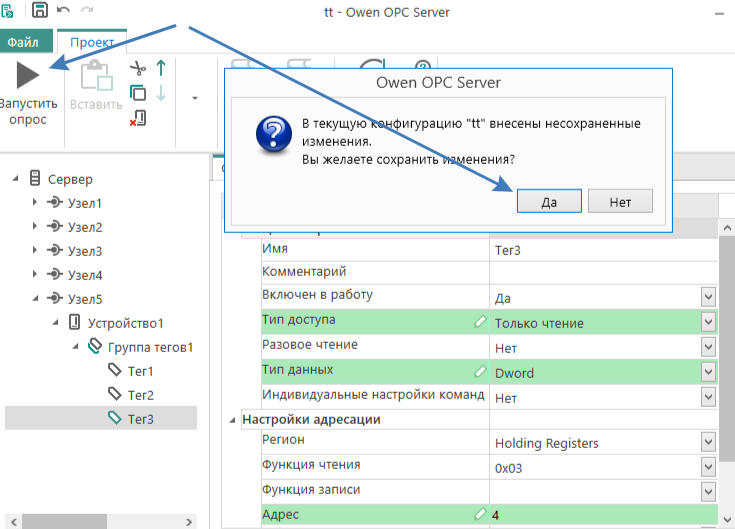 tt - Owen OPC Server
Файл
Проект
Запустить
опрос
Вставить
Owen OPC Server
В текущую конфигурацию "tt" внесены несохраненные
изменения.
Вы желаете сохранить изменения?
Да
Нет
Сервер
Узел1
Узел2
Узел3
Узел4
Узел5
Устройство1
Группа тегов1
Тег1
Тег2
Тег3
Имя Тег3
Комментарий
Включен в работу Да
Тип доступа Только чтение
Разовое чтение Нет
Тип данных Dword
Индивидуальные настройки команд Нет
Настройки адресации
Регион Holding Registers
Функция чтения 0x03
Функция записи
Адрес 4